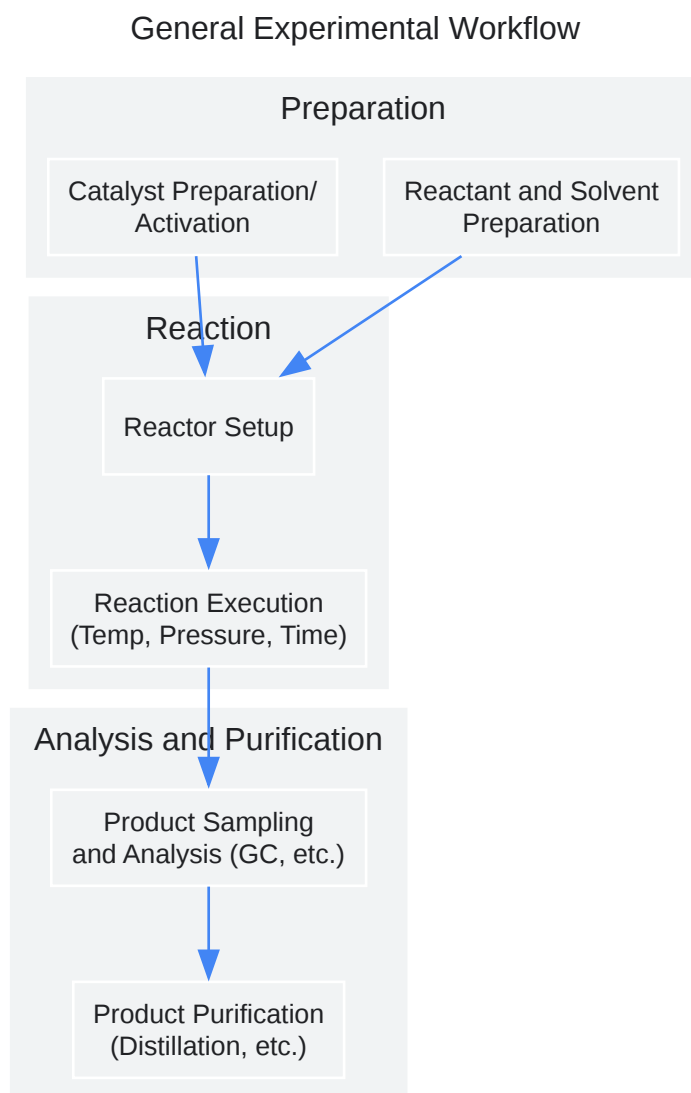 General Experimental Workflow
Preparation
Catalyst Preparation/
Activation
Reactant and Solvent
Preparation
Reaction
Reactor Setup
Reaction Execution
(Temp, Pressure, Time)
Analysis and Purification
Product Sampling
and Analysis (GC, etc.)
Product Purification
(Distillation, etc.)